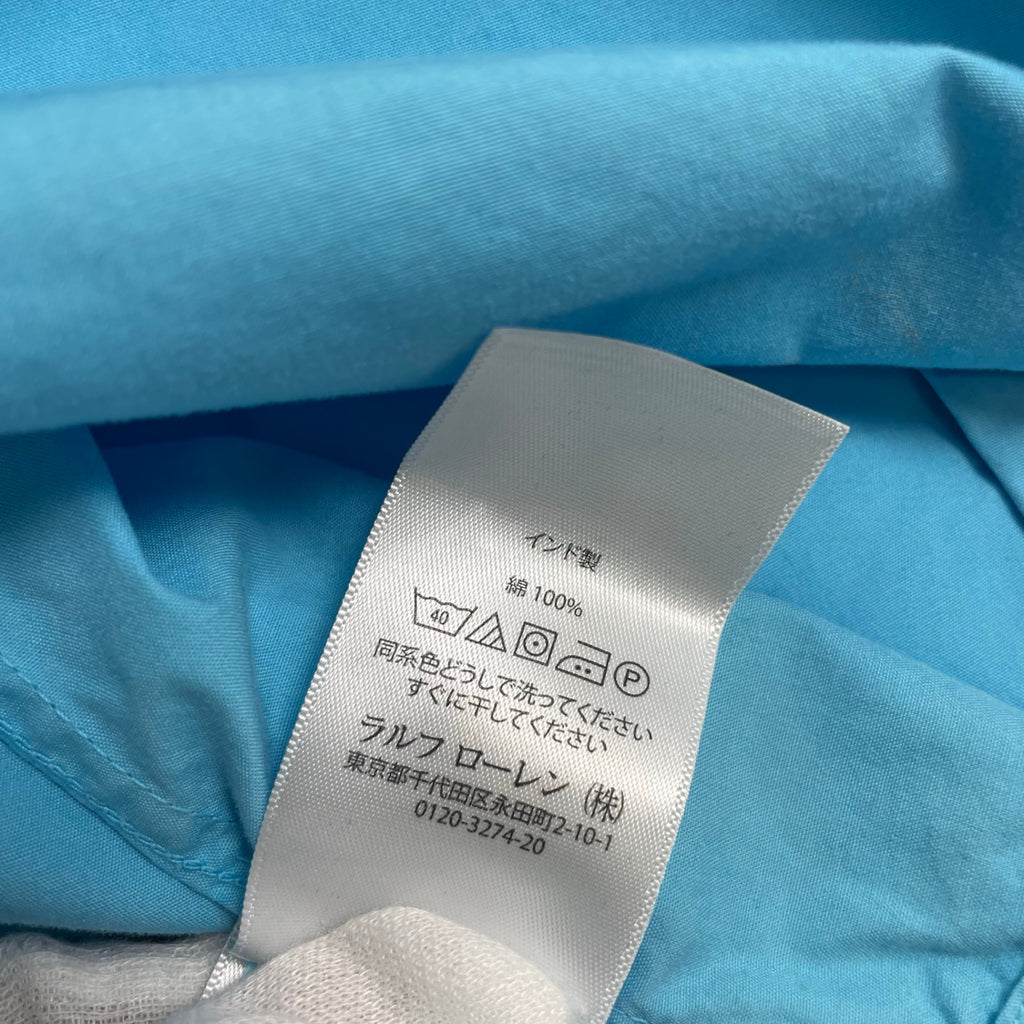 インド製
綿 100%
40 P
同系色どうしで洗ってください
すぐに干してください
ラルフ ローレン (株)
東京都千代田区永田町2-10-1
0120-3274-20